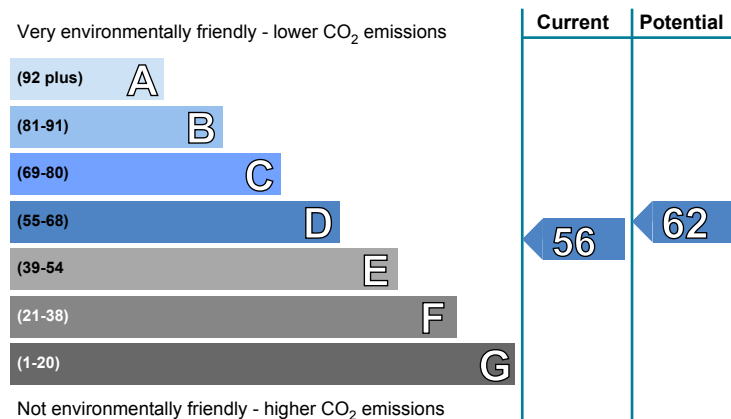 Very environmentally friendly - lower CO₂ emissions
Current
Potential
(92 plus) A
(81-91) B
(69-80) C
(55-68) D
56
62
(39-54 E
(21-38) F
(1-20) G
Not environmentally friendly - higher CO₂ emissions